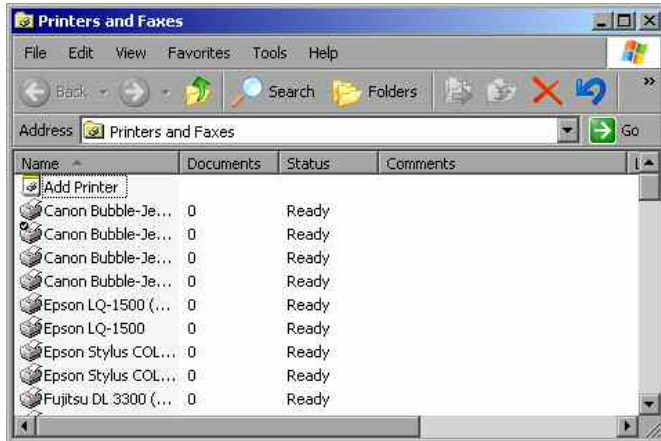 Printers and Faxes
File Edit View Favorites Tools Help
Back Search Folders »
Address Printers and Faxes Go
Name Documents Status Comments
Add Printer
Canon Bubble-Je... 0 Ready
Canon Bubble-Je... 0 Ready
Canon Bubble-Je... 0 Ready
Canon Bubble-Je... 0 Ready
Epson LQ-1500 (... 0 Ready
Epson LQ-1500 0 Ready
Epson Stylus COL... 0 Ready
Epson Stylus COL... 0 Ready
Fujitsu DL 3300 (... 0 Ready